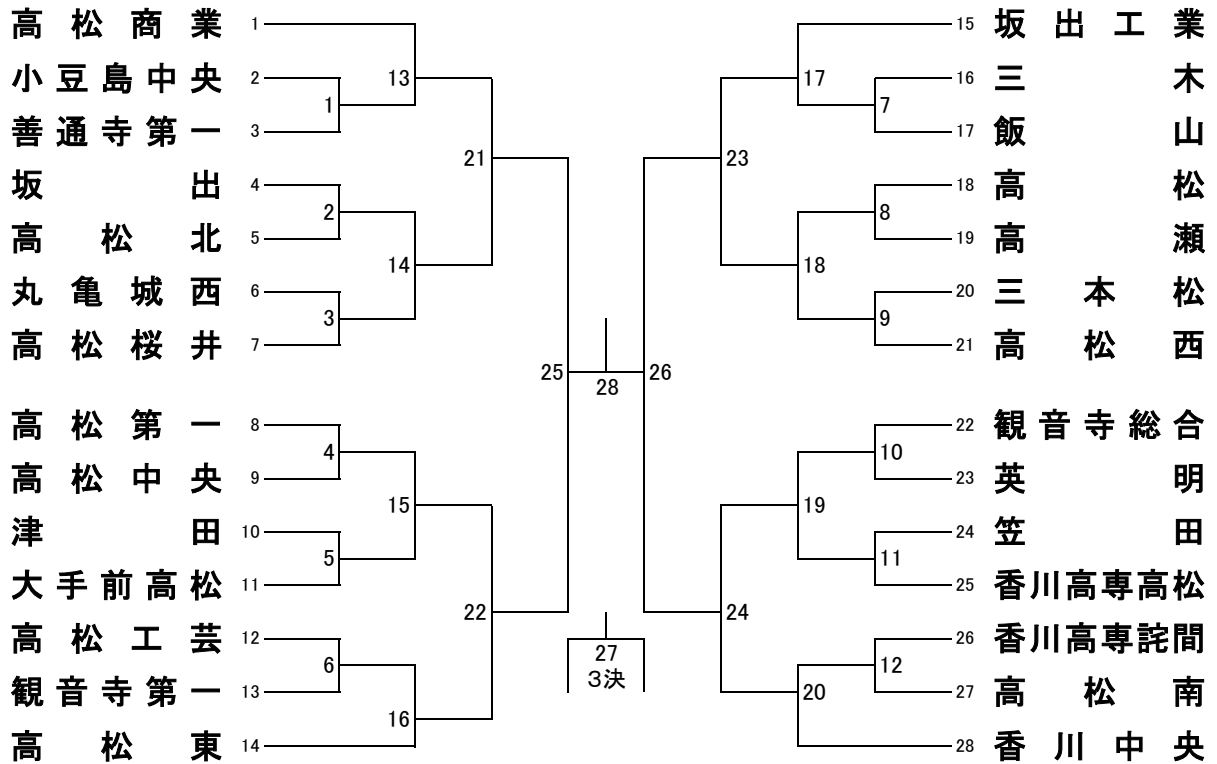 高松商業 1
小豆島中央 2
善通寺第一 3
坂出 4
高松北 5
丸亀城西 6
高松桜井 7
高松第一 8
高松中央 9
津田 10
大手前高松 11
高松工芸 12
観音寺第一 13
高松東 14
1
2
3
4
5
6
13
14
15
16
21
22
25
28
27
3決
26
23
24
17
18
19
20
7
8
9
10
11
12
15 坂出工業
16 三木
17 飯山
18 高松
19 高瀬
20 三本松
21 高松西
22 観音寺総合
23 英明
24 笠田
25 香川高専高松
26 香川高専詫間
27 高松南
28 香川中央